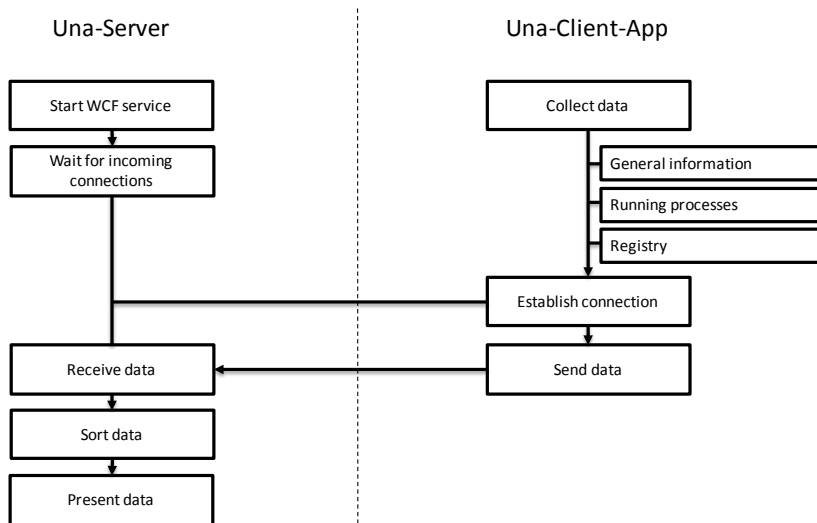 Una-Server
Start WCF service
Wait for incoming
connections
Receive data
Sort data
Present data
Una-Client-App
Collect data
General information
Running processes
Registry
Establish connection
Send data